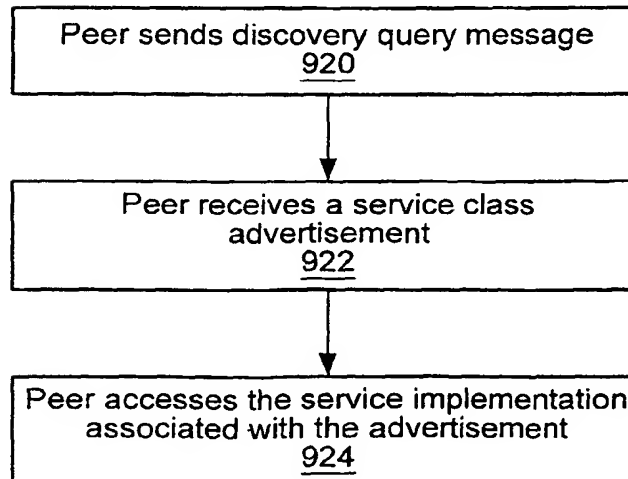 Peer sends discovery query message
920
Peer receives a service class
advertisement
922
Peer accesses the service implementation
associated with the advertisement
924